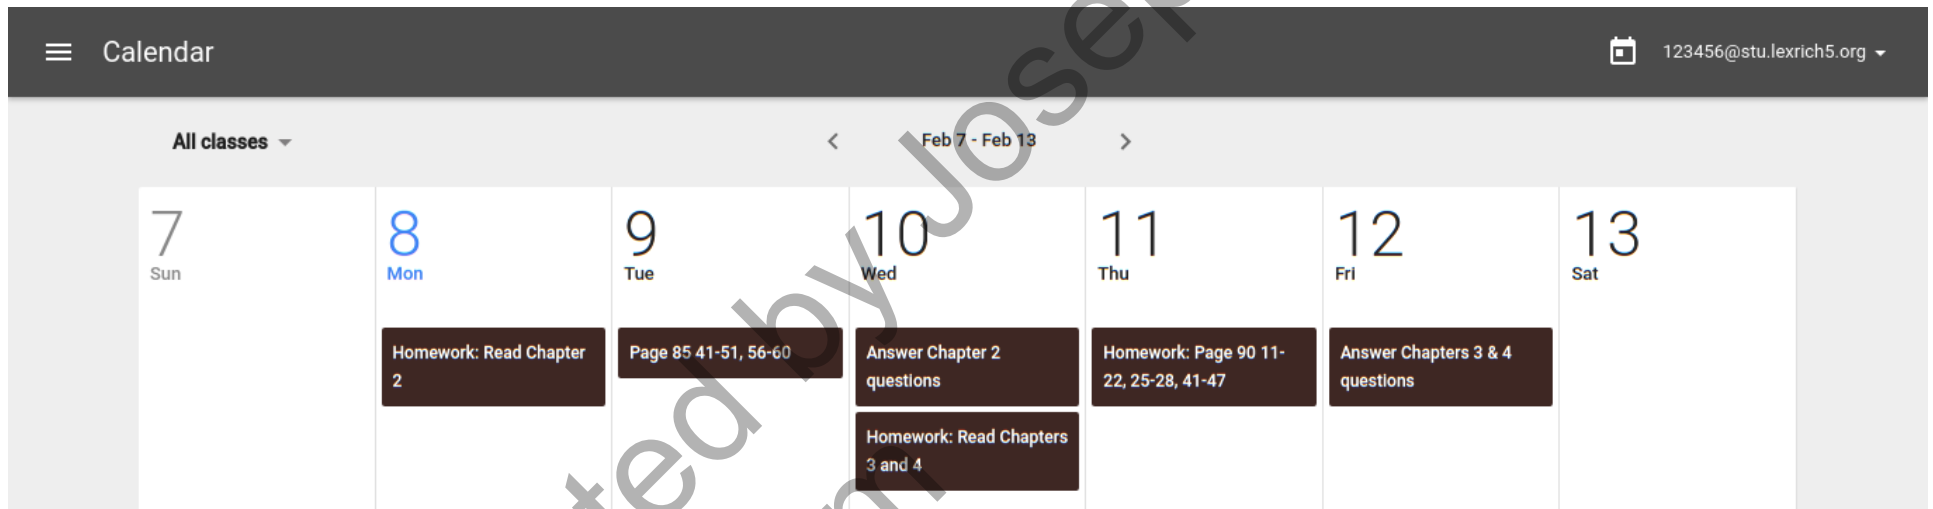 Calendar
123456@stu.lexrich5.org
All classes
Feb 7 - Feb 13
7
Sun
8
Mon
9
Tue
10
Wed
11
Thu
12
Fri
13
Sat
Homework: Read Chapter
2
Page 85 41-51, 56-60
Answer Chapter 2
questions
Homework: Read Chapters
3 and 4
Homework: Page 90 11-
22, 25-28, 41-47
Answer Chapters 3 & 4
questions
by